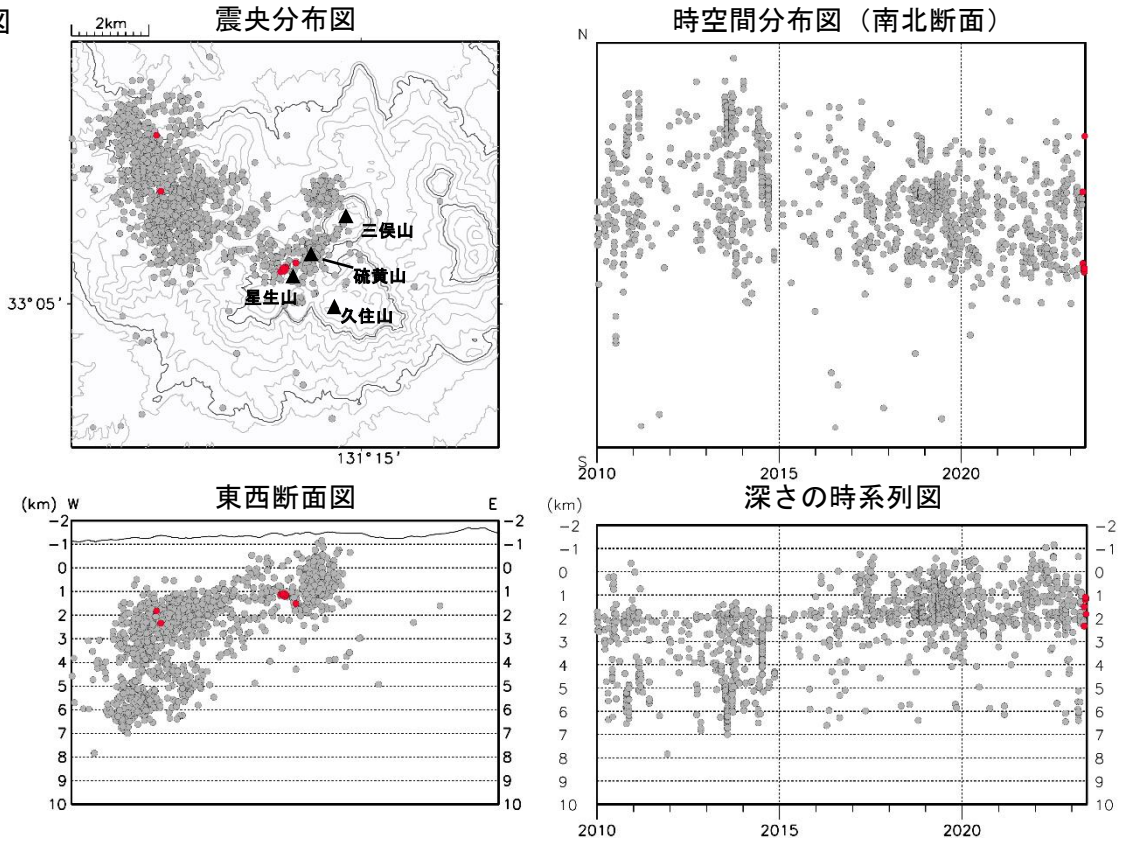 図
震央分布図
2km
三俣山
硫黄山
星生山
久住山
33°05'
131°15'
時空間分布図（南北断面）
N
S
2010 2015 2020
東西断面図
(km) W E
-2 -2
-1 -1
0 0
1 1
2 2
3 3
4 4
5 5
6 6
7 7
8 8
9 9
10 10
深さの時系列図
(km)
-2 -2
-1 -1
0 0
1 1
2 2
3 3
4 4
5 5
6 6
7 7
8 8
9 9
10 10
2010 2015 2020